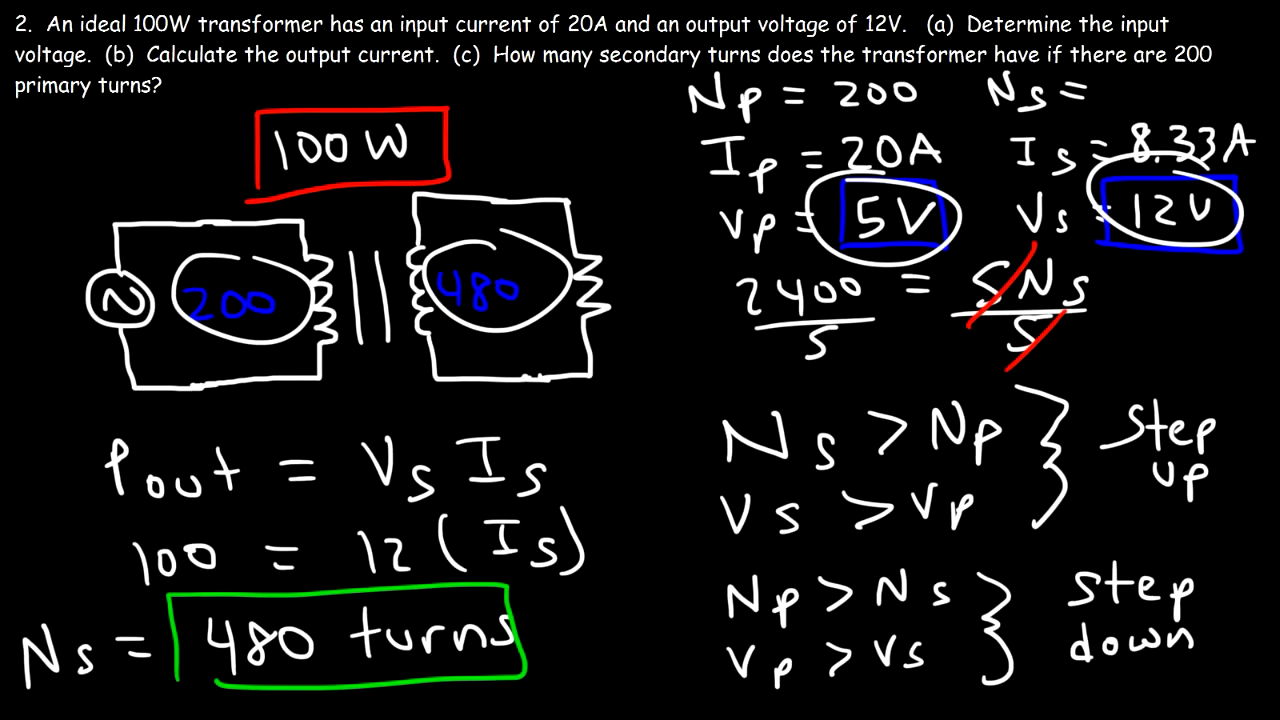 2. An ideal 100W transformer has an input current of 20A and an output voltage of 12V. (a) Determine the input
voltage. (b) Calculate the output current. (c) How many secondary turns does the transformer have if there are 200
primary turns?
Np = 200 Ns =
100 W
Ip = 20A Is = 8.33A
Vp = 5V Vs = 12V
200 480
2400 = 5Ns
5 5
Ns > Np } step
up
Vs > Vp
Pout = Vs Is
100 = 12 (Is)
Np > Ns } step
down
Vp > Vs
Ns = 480 turns